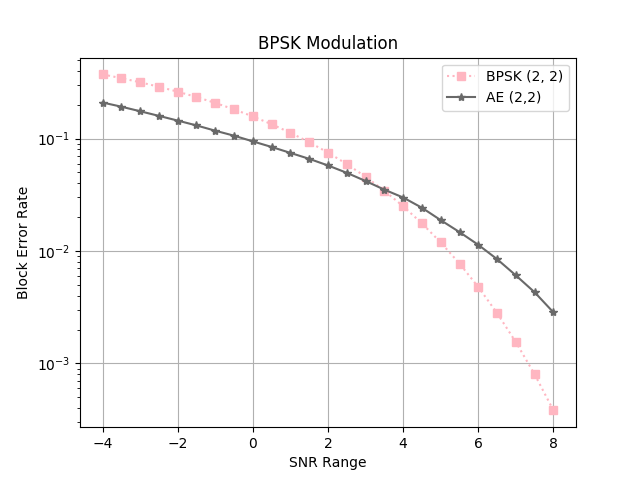 BPSK Modulation
BPSK (2, 2)
AE (2,2)
Block Error Rate
10⁻¹
10⁻²
10⁻³
−4 −2 0 2 4 6 8
SNR Range